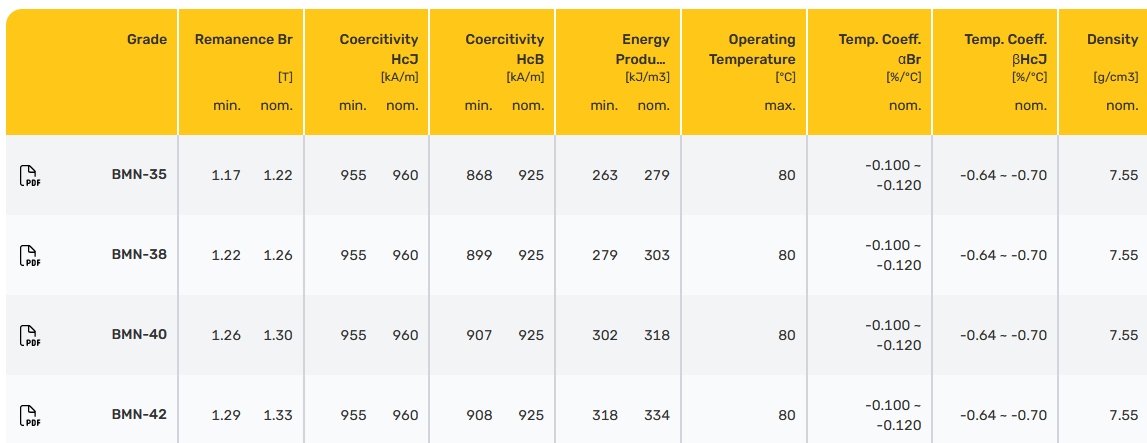 Grade Remanence Br Coercitivity HcJ Coercitivity HcB Energy Produ... Operating Temperature Temp. Coeff. αBr Temp. Coeff. βHcJ Density
[T] [kA/m] [kA/m] [kJ/m3] [°C] [%/°C] [%/°C] [g/cm3]
min. nom. min. nom. min. nom. min. nom. max. nom. nom. nom.
PDF BMN-35 1.17 1.22 955 960 868 925 263 279 80 -0.100 ~ -0.120 -0.64 ~ -0.70 7.55
PDF BMN-38 1.22 1.26 955 960 899 925 279 303 80 -0.100 ~ -0.120 -0.64 ~ -0.70 7.55
PDF BMN-40 1.26 1.30 955 960 907 925 302 318 80 -0.100 ~ -0.120 -0.64 ~ -0.70 7.55
PDF BMN-42 1.29 1.33 955 960 908 925 318 334 80 -0.100 ~ -0.120 -0.64 ~ -0.70 7.55